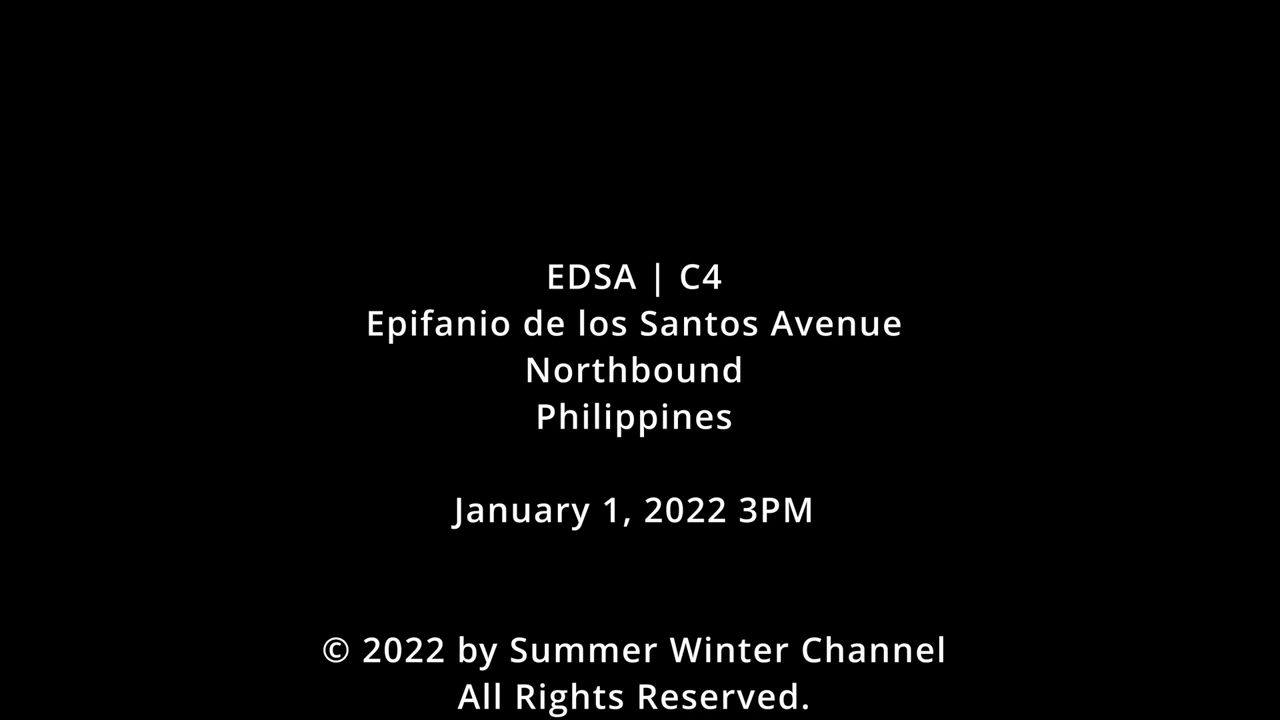 EDSA | C4
Epifanio de los Santos Avenue
Northbound
Philippines
January 1, 2022 3PM
© 2022 by Summer Winter Channel
All Rights Reserved.